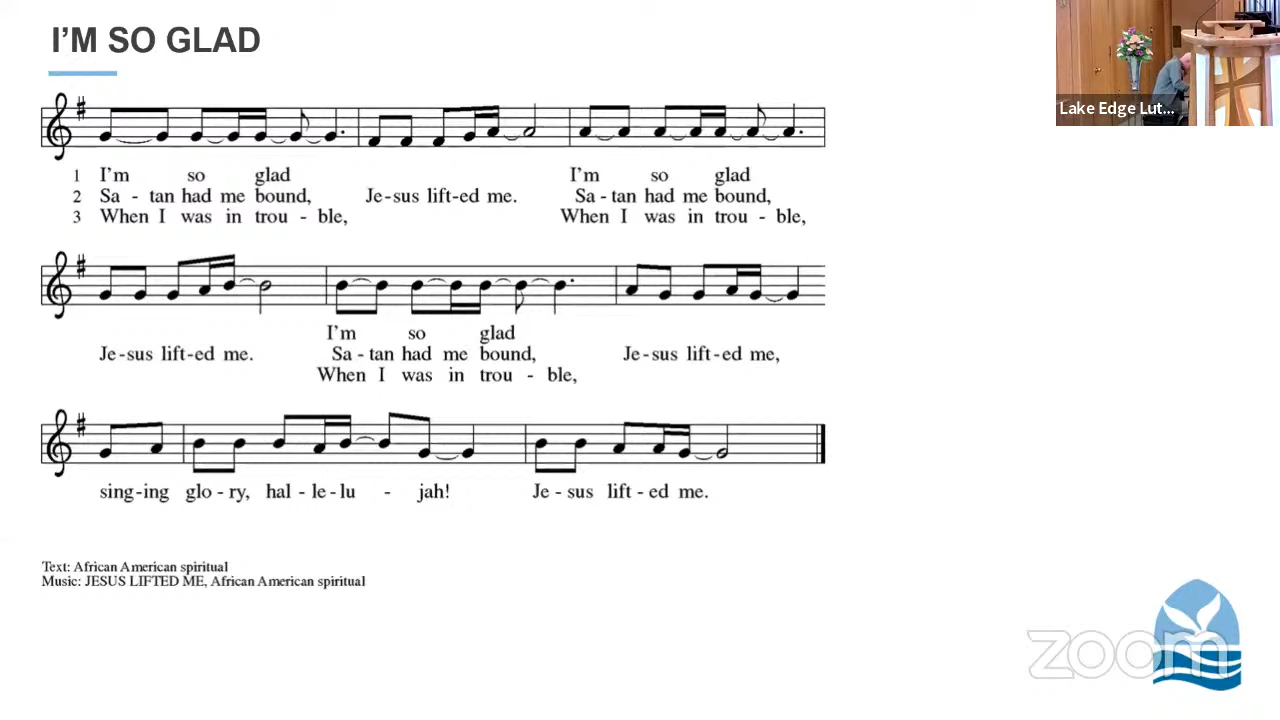 I’M SO GLAD
Lake Edge Lut...
1 I’m so glad I’m so glad
2 Sa - tan had me bound, Je-sus lift-ed me. Sa - tan had me bound,
3 When I was in trou - ble, When I was in trou - ble,
I’m so glad
Je-sus lift-ed me. Sa - tan had me bound, Je-sus lift-ed me,
When I was in trou - ble,
sing-ing glo - ry, hal - le - lu - jah! Je - sus lift - ed me.
Text: African American spiritual
Music: JESUS LIFTED ME, African American spiritual
zoom